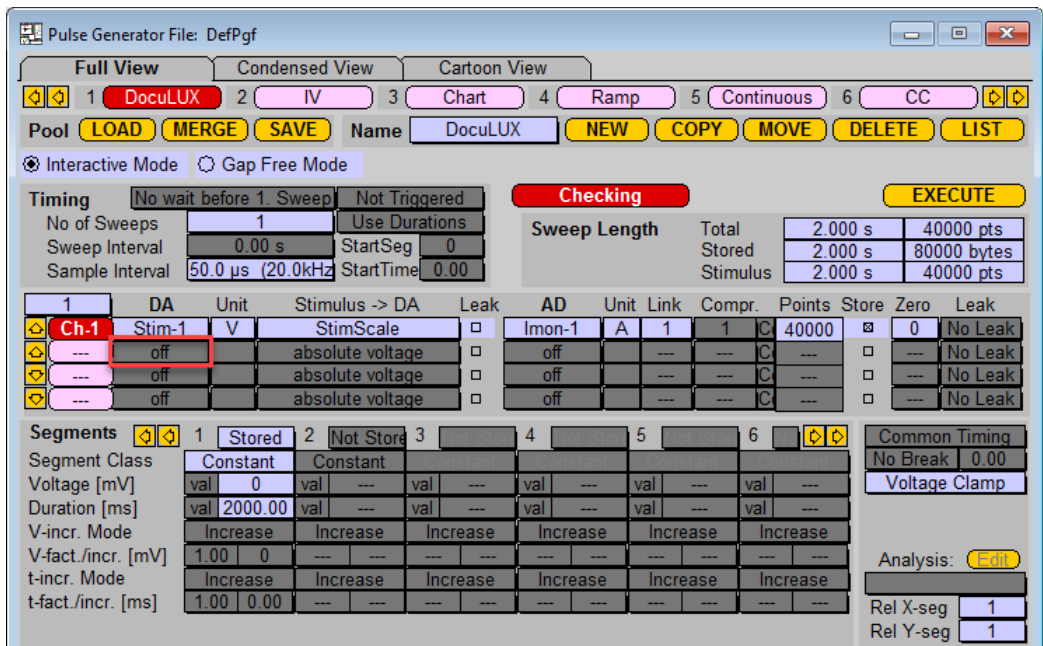 Pulse Generator File: DefPgf
Full View Condensed View Cartoon View
1 DocuLUX 2 IV 3 Chart 4 Ramp 5 Continuous 6 CC
Pool LOAD MERGE SAVE Name DocuLUX NEW COPY MOVE DELETE LIST
Interactive Mode Gap Free Mode
Timing No wait before 1. Sweep Not Triggered Checking EXECUTE
No of Sweeps 1 Use Durations Sweep Length Total 2.000 s 40000 pts
Sweep Interval 0.00 s StartSeg 0 Stored 2.000 s 80000 bytes
Sample Interval 50.0 µs (20.0kHz StartTime 0.00 Stimulus 2.000 s 40000 pts
1 DA Unit Stimulus -> DA Leak AD Unit Link Compr. Points Store Zero Leak
Ch-1 Stim-1 V StimScale Imon-1 A 1 1 C 40000 0 No Leak
--- off absolute voltage off --- --- C --- --- No Leak
--- off absolute voltage off --- --- C --- --- No Leak
--- off absolute voltage off --- --- C --- --- No Leak
Segments 1 Stored 2 Not Store 3 Not Stor 4 Not Stor 5 Not Stor 6 Common Timing
Segment Class Constant Constant Constant Constant Constant Constant No Break 0.00
Voltage [mV] val 0 val --- val --- val --- val --- val --- Voltage Clamp
Duration [ms] val 2000.00 val --- val --- val --- val --- val ---
V-incr. Mode Increase Increase Increase Increase Increase Increase
V-fact./incr. [mV] 1.00 0 --- --- --- --- --- --- --- --- --- --- Analysis: Edit
t-incr. Mode Increase Increase Increase Increase Increase Increase
t-fact./incr. [ms] 1.00 0.00 --- --- --- --- --- --- --- --- --- --- Rel X-seg 1
Rel Y-seg 1